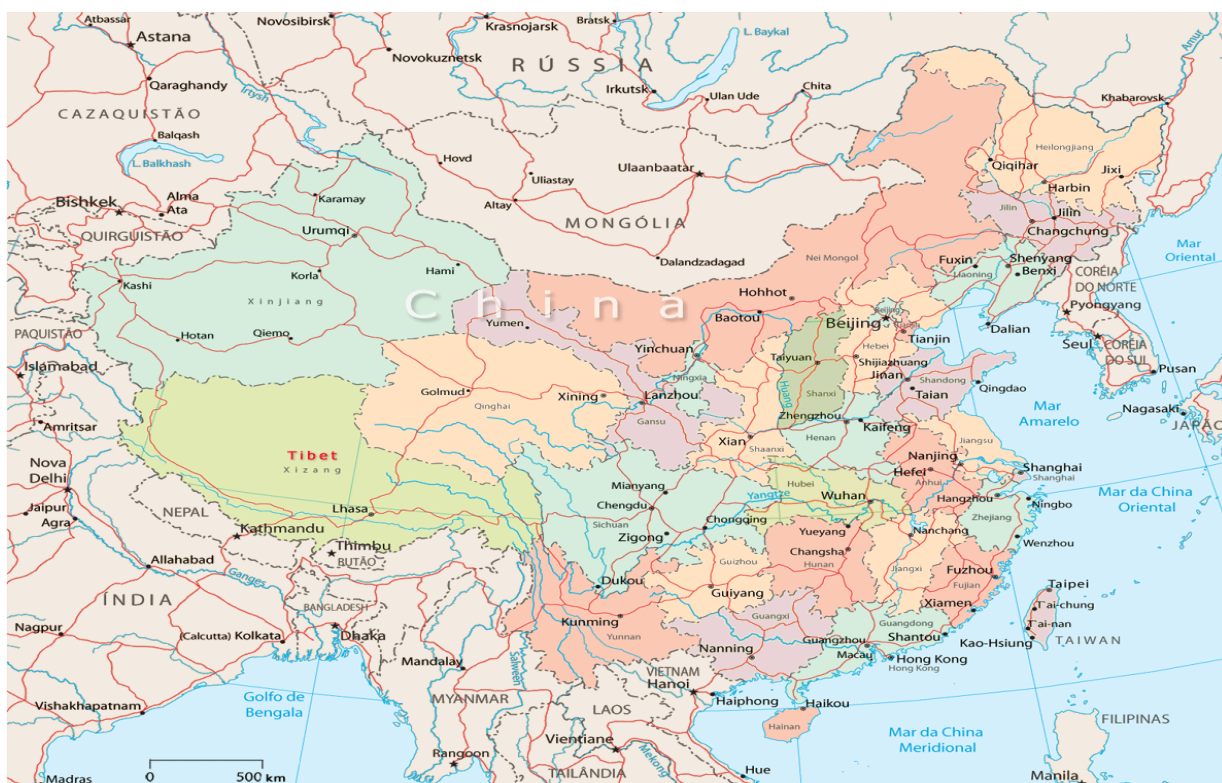 Atbassar
Astana
Novosibirsk
Krasnojarsk
Bratsk
L. Baykal
Amur
Novokuznetsk
RÚSSIA
Qaraghandy
Irtysh
Irkutsk
Ulan Ude
Chita
Khabarovsk
CAZAQUISTÃO
Balqash
L. Balkhash
Hovd
Ulaanbaatar
Heilongjiang
Qiqihar
Jixi
Uliastay
Harbin
Bishkek
Alma
Ata
Karamay
Altay
MONGÓLIA
Jilin
Jilin
Changchung
QUIRGUISTÃO
Urumqi
Mar
Oriental
Dalandzadagad
Nei Mongol
Fuxin
Shenyang
Liaoning
Benxi
Kashi
Korla
Hami
Xinjiang
China
Hohhot
CORÉIA
DO NORTE
Pyongyang
Baotou
Beijing
Beijing
Tianjin
Dalian
PAQUISTÃO
Hotan
Qiemo
Yumen
Yinchuan
Taiyuan
Hebei
Shijiazhuang
Seul
CORÉIA
DO SUL
Islamabad
Ningxia
Jinan
Shandong
Pusan
Golmud
Xining
Lanzhou
Huang
Shanxi
Taian
Qingdao
Qinghai
Gansu
Zhengzhou
Kaifeng
Mar
Amarelo
Nagasaki
JAPÃO
Amritsar
Xian
Shaanxi
Henan
Jiangsu
Tibet
Xizang
Nanjing
Hefei
Anhui
Shanghai
Shanghai
Nova
Delhi
Mianyang
Hubei
Yangtze
Wuhan
Hangzhou
Ningbo
Mar da China
Oriental
Jaipur
Agra
NEPAL
Lhasa
Chengdu
Sichuan
Chongqing
Zhejiang
Kathmandu
Zigong
Yueyang
Nanchang
Wenzhou
Thimbu
BUTÃO
Changsha
Hunan
Allahabad
Ganges
Guizhou
Jiangxi
Fuzhou
Fujian
Dukou
Guiyang
Taipei
ÍNDIA
BANGLADESH
Xiamen
T'ai-chung
Kunming
Yunnan
Guangxi
Guangdong
T'ai-nan
Nagpur
(Calcutta) Kolkata
Dhaka
Guangzhou
Shantou
Kao-Hsiung
TAIWAN
Mandalay
Salween
Nanning
Macau
Hong Kong
Hong Kong
VIETNAM
Hanoi
Golfo de
Bengala
MYANMAR
LAOS
Haiphong
Haikou
Vishakhapatnam
Hainan
FILIPINAS
Mar da China
Meridional
Rangoon
Vientiane
Mekong
Madras
0 500 km
TAILÂNDIA
Hue
Manila